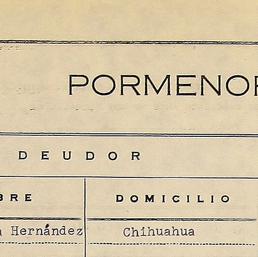 PORMENOR
DEUDOR
BRE DOMICILIO
Hernández Chihuahua